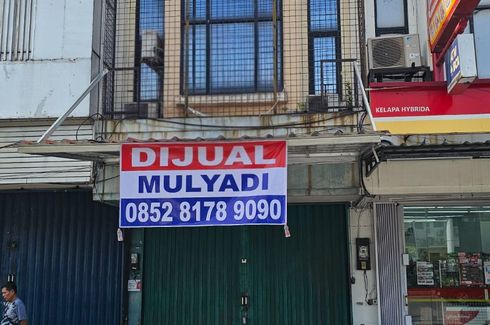 DIJUAL
MULYADI
0852 8178 9090
KELAPA HYBRIDA